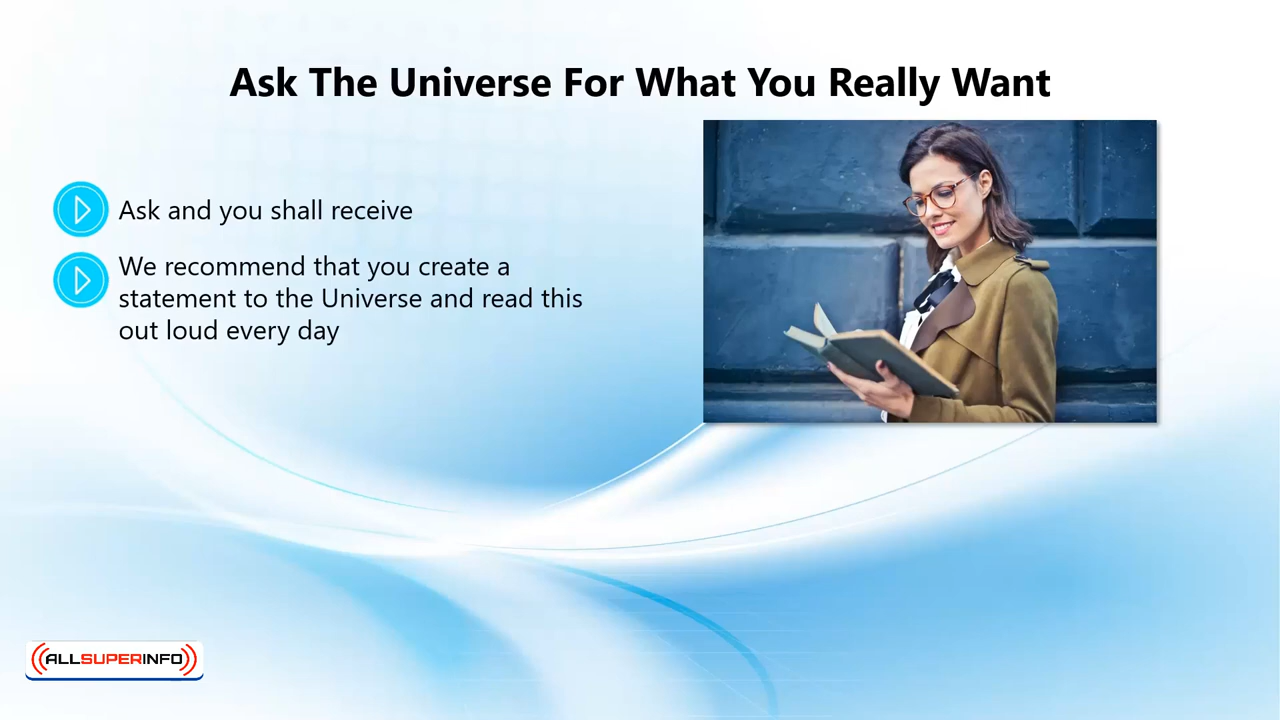 Ask The Universe For What You Really Want
Ask and you shall receive
We recommend that you create a
statement to the Universe and read this
out loud every day
ALLSUPERINFO